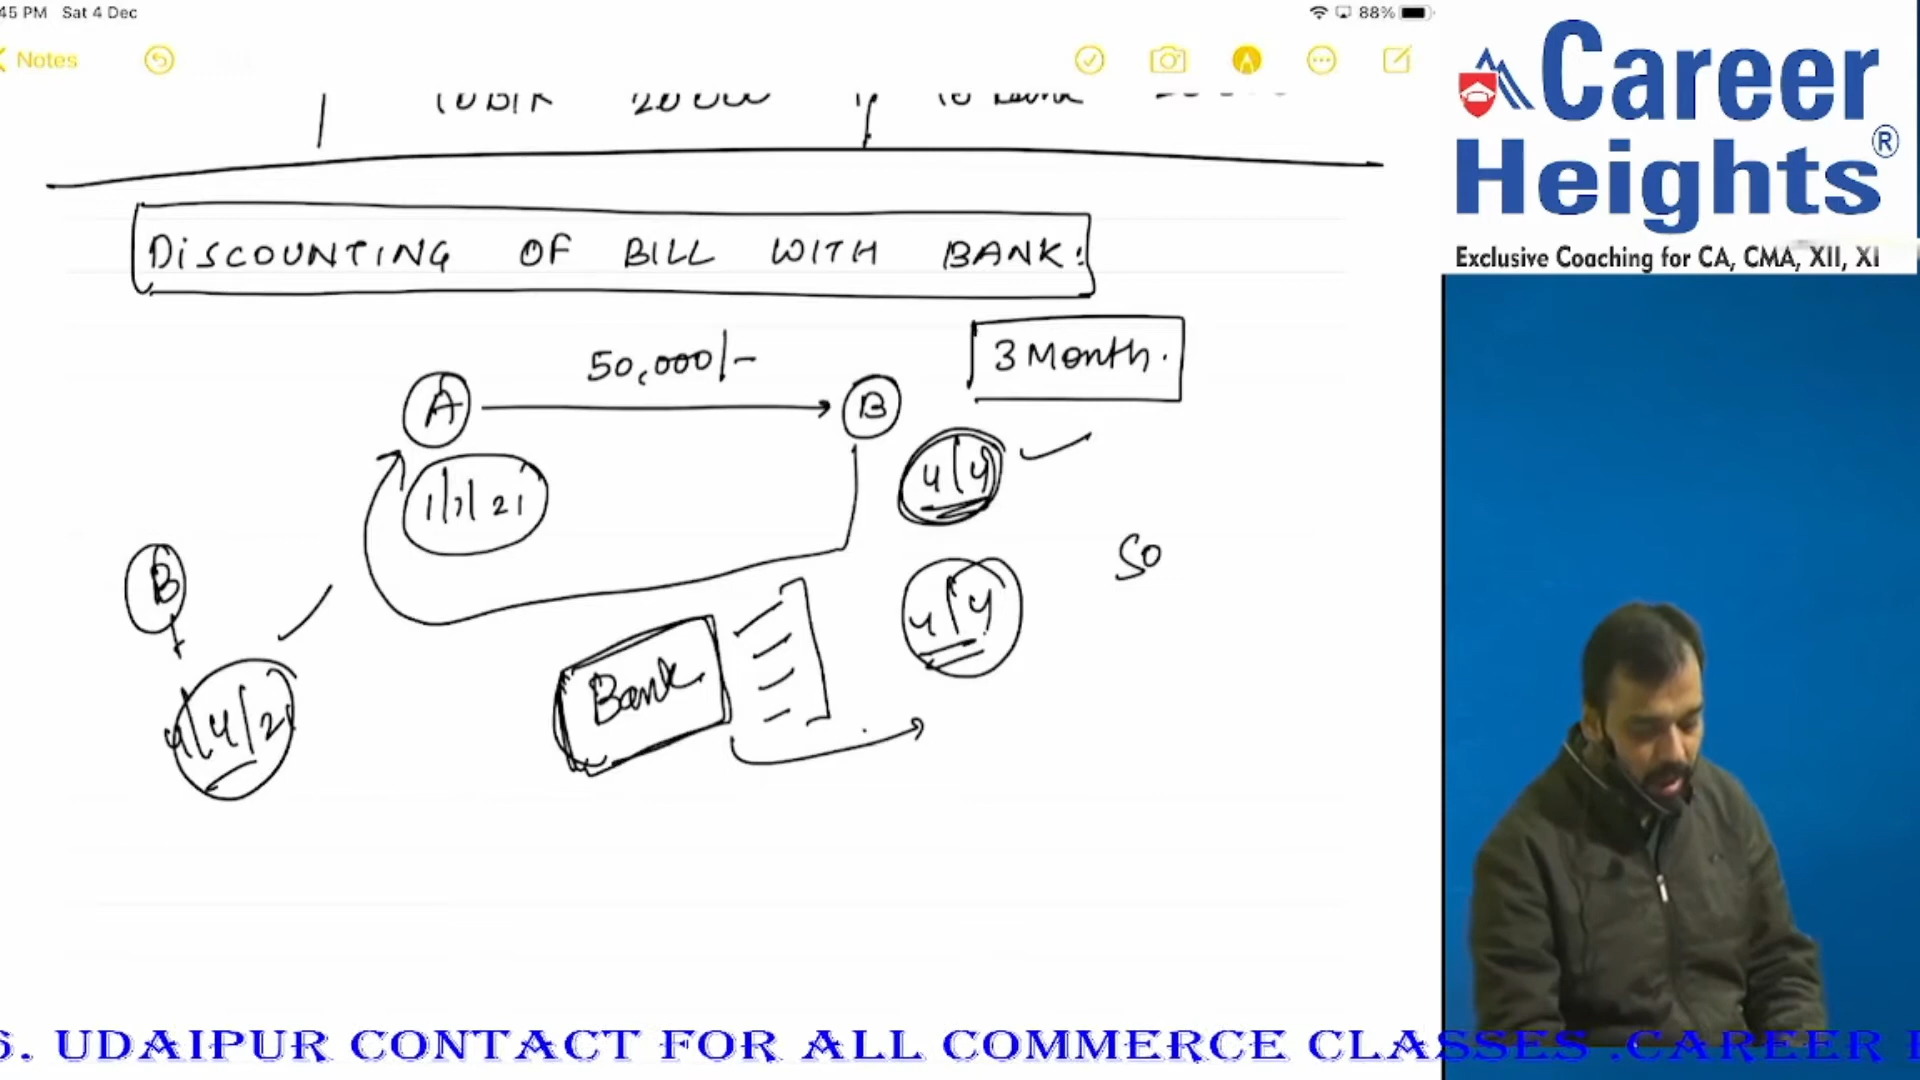 45 PM Sat 4 Dec
88%
Notes
20000
DISCOUNTING OF BILL WITH BANK:
50,000/-
3 Month.
A
B
1/1/21
4/4
B
4/4/21
4/4
50
Bank
Career
Heights®
Exclusive Coaching for CA, CMA, XII, XI
6. UDAIPUR CONTACT FOR ALL COMMERCE CLASSES .CAREER